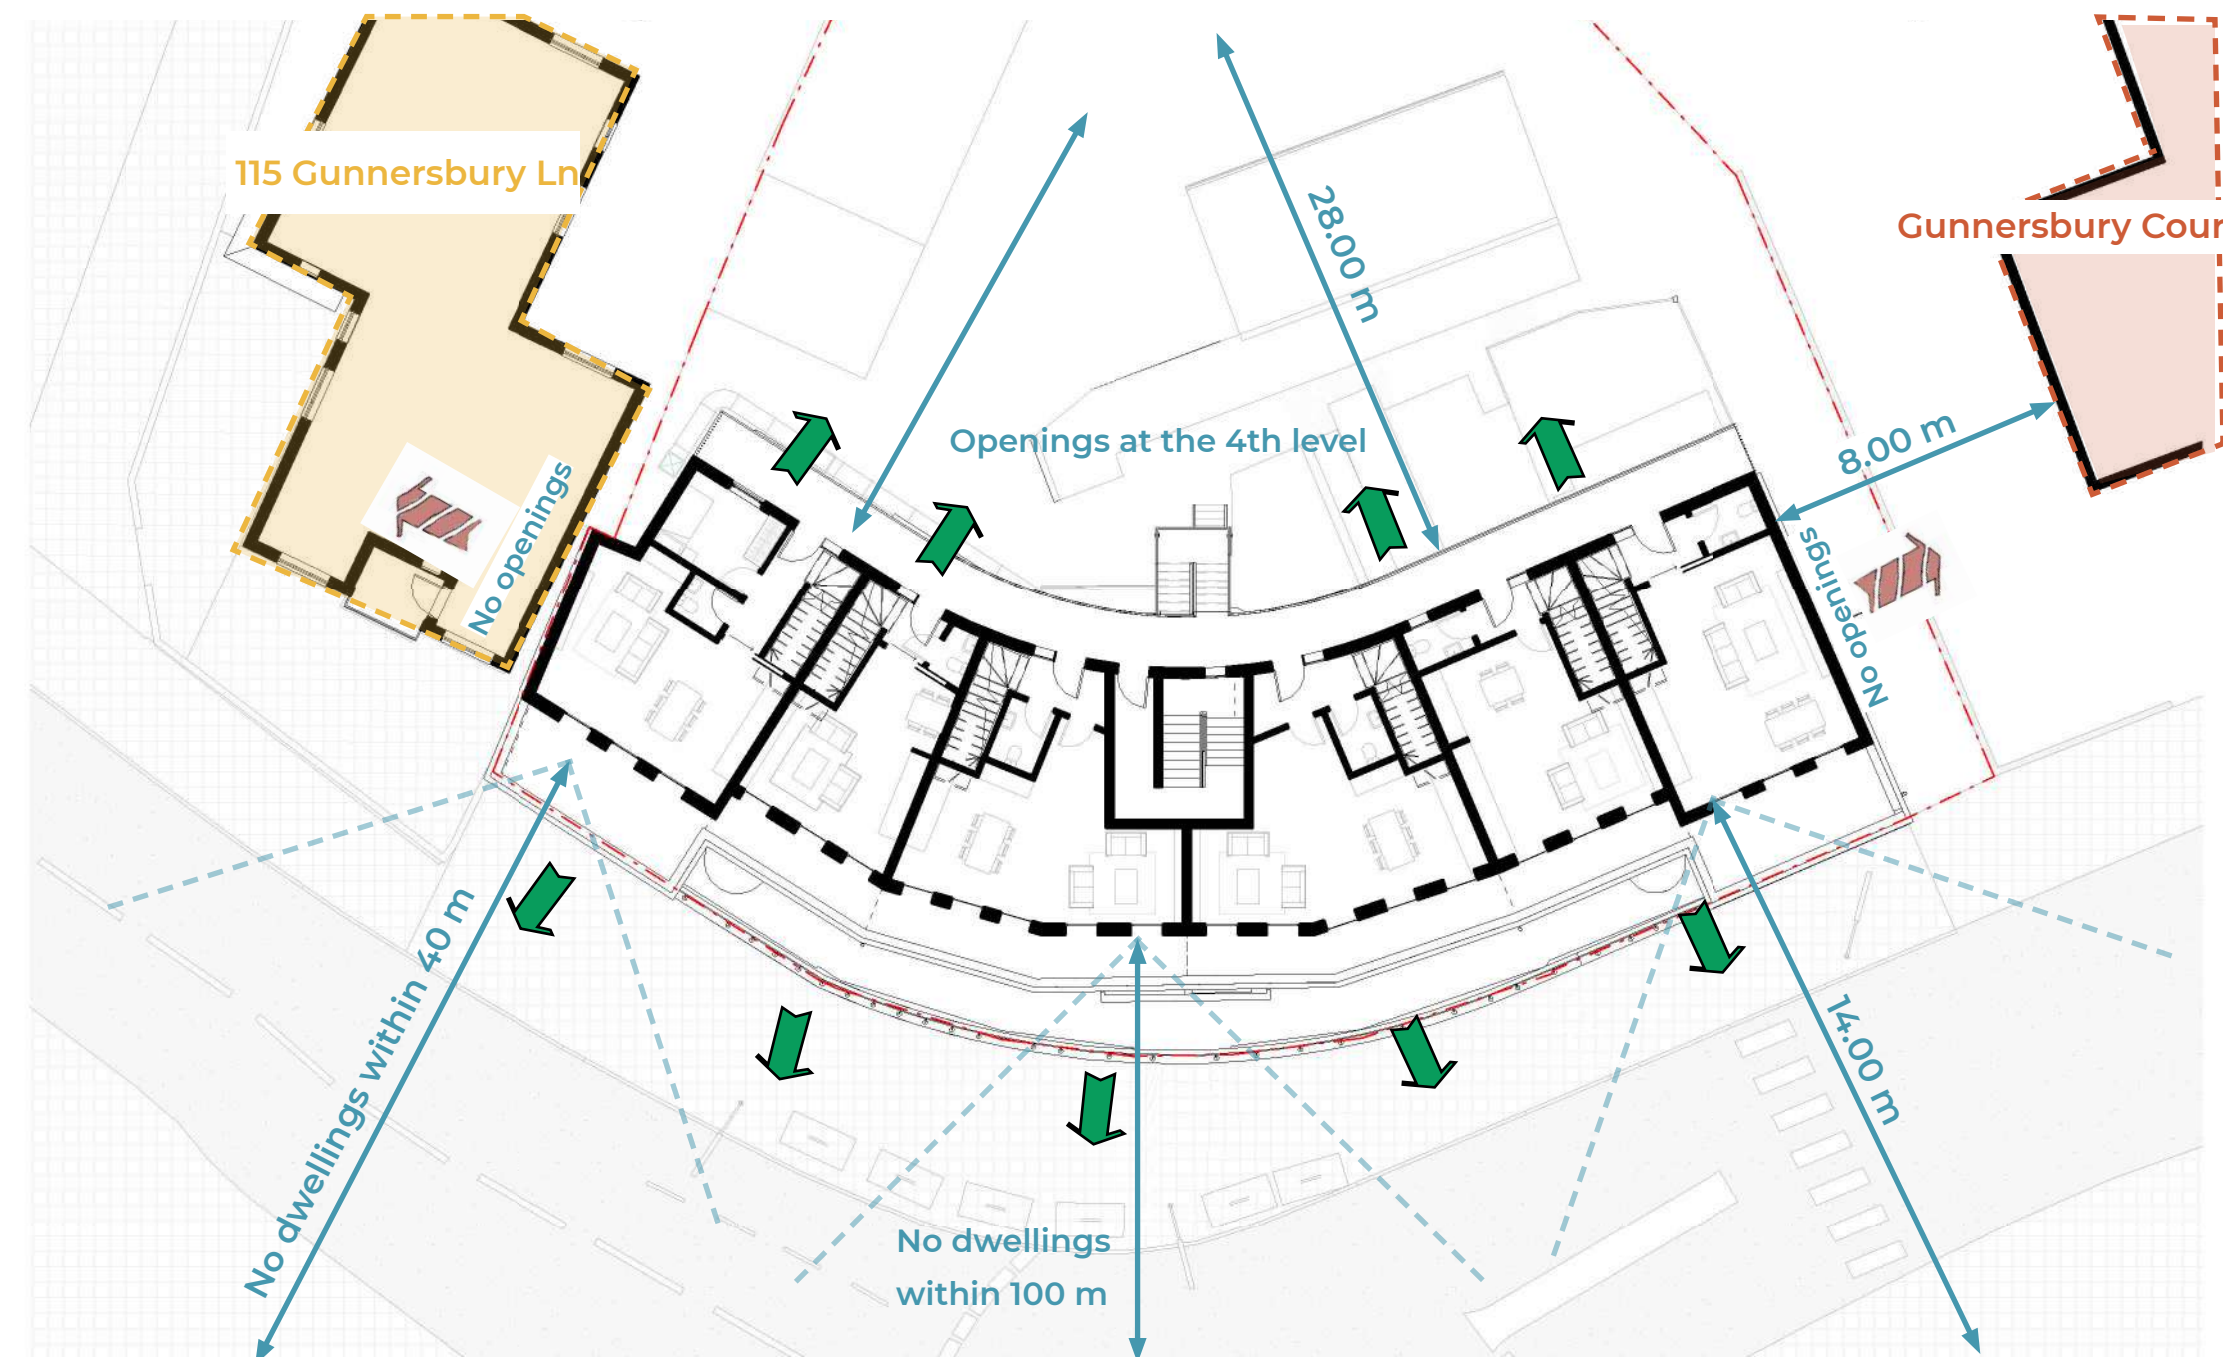 115 Gunnersbury Ln
28.00 m
Gunnersbury Cour
Openings at the 4th level
8.00 m
No openings
No openings
No dwellings within 40 m
14.00 m
No dwellings
within 100 m